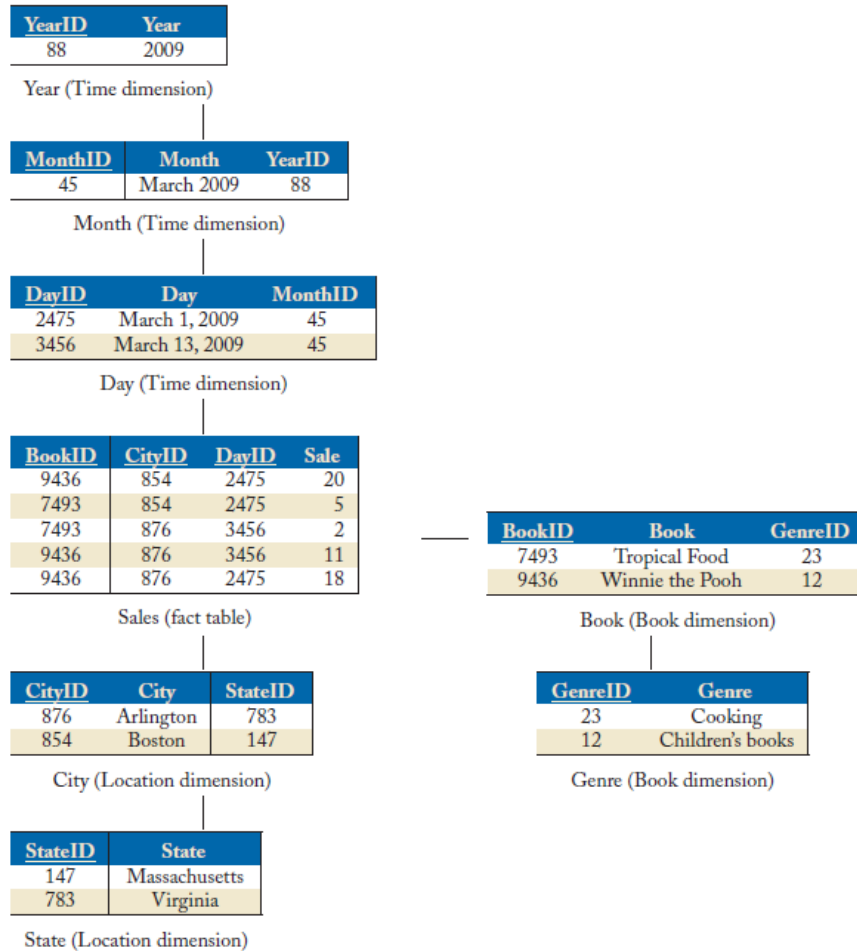 YearID Year
88 2009
Year (Time dimension)
MonthID Month YearID
45 March 2009 88
Month (Time dimension)
DayID Day MonthID
2475 March 1, 2009 45
3456 March 13, 2009 45
Day (Time dimension)
BookID CityID DayID Sale
9436 854 2475 20
7493 854 2475 5
7493 876 3456 2
9436 876 3456 11
9436 876 2475 18
Sales (fact table)
BookID Book GenreID
7493 Tropical Food 23
9436 Winnie the Pooh 12
Book (Book dimension)
CityID City StateID
876 Arlington 783
854 Boston 147
City (Location dimension)
GenreID Genre
23 Cooking
12 Children's books
Genre (Book dimension)
StateID State
147 Massachusetts
783 Virginia
State (Location dimension)